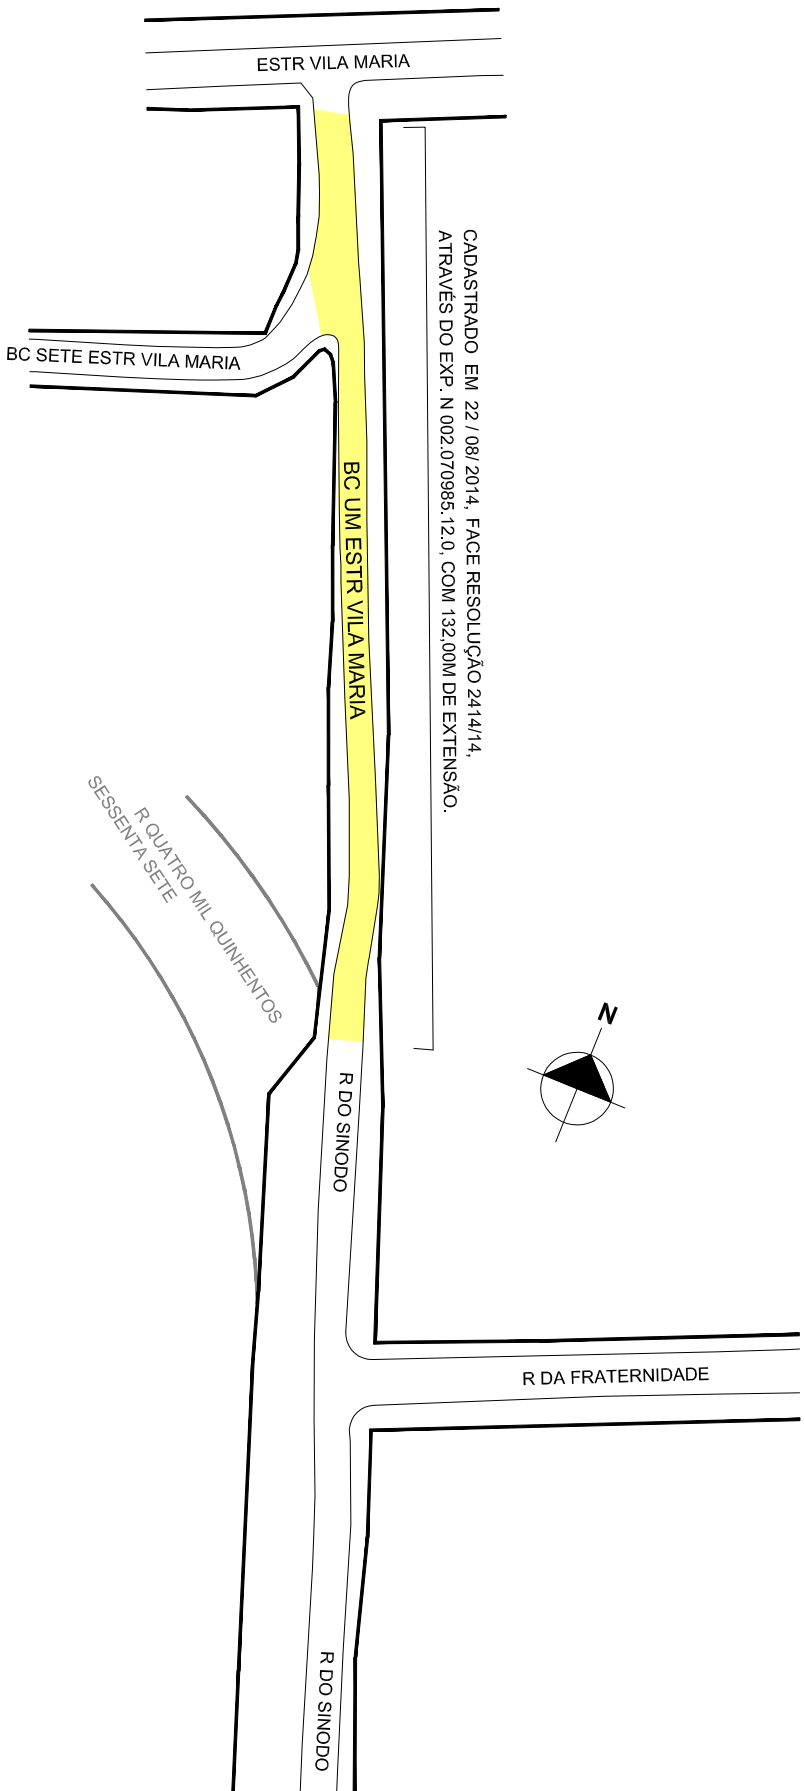 ESTR VILA MARIA
CADASTRADO EM 22 / 08/ 2014, FACE RESOLUÇÃO 2414/14,
ATRAVÉS DO EXP. N 002.070985.12.0, COM 132,00M DE EXTENSÃO.
BC SETE ESTR VILA MARIA
BC UM ESTR VILA MARIA
R QUATRO MIL QUINHENTOS
SESSENTA SETE
N
R DO SINODO
R DA FRATERNIDADE
R DO SINODO